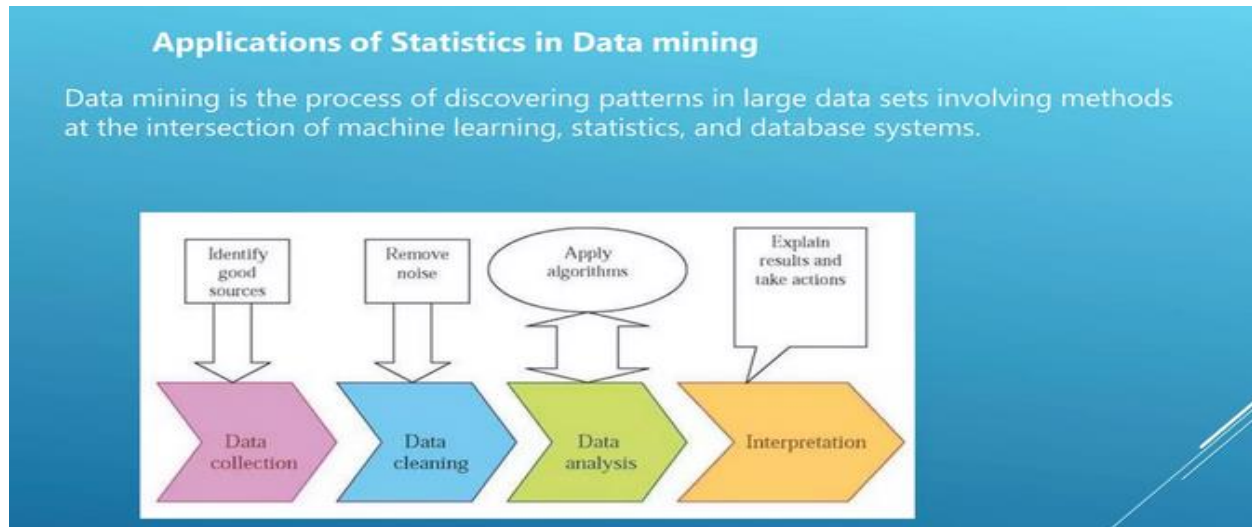 Applications of Statistics in Data mining
Data mining is the process of discovering patterns in large data sets involving methods
at the intersection of machine learning, statistics, and database systems.
Identify
good
sources
Remove
noise
Apply
algorithms
Explain
results and
take actions
Data
collection
Data
cleaning
Data
analysis
Interpretation